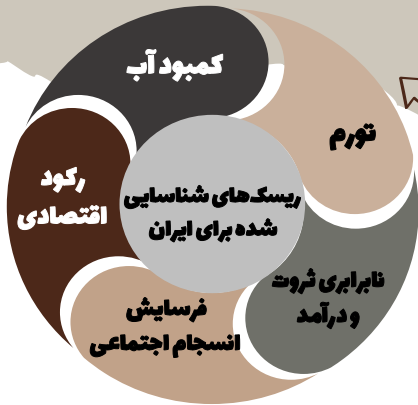 ریسک‌های شناسایی
شده برای ایران
کمبود آب
تورم
نابرابری ثروت
و درآمد
فرسایش
انسجام اجتماعی
رکود
اقتصادی